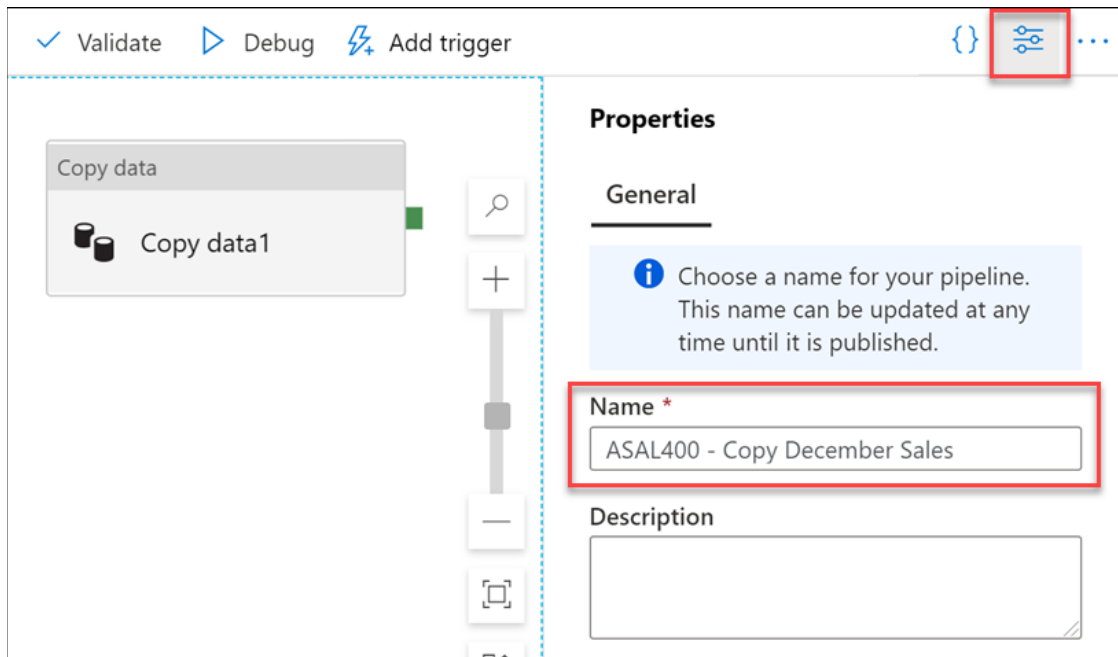 Validate Debug Add trigger {} ...
Properties
Copy data
General
Copy data1
Choose a name for your pipeline.
This name can be updated at any
time until it is published.
Name *
ASAL400 - Copy December Sales
Description